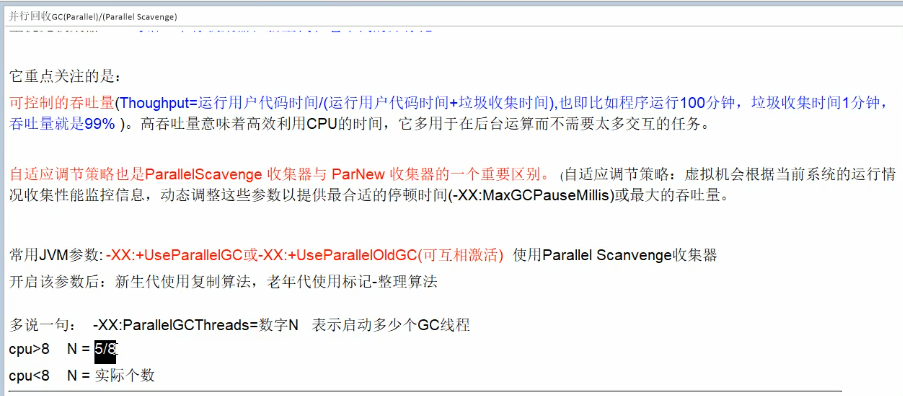 并行回收GC(Parallel)/(Parallel Scavenge)
它重点关注的是：
可控制的吞吐量(Thoughput=运行用户代码时间/(运行用户代码时间+垃圾收集时间),也即比如程序运行100分钟，垃圾收集时间1分钟，
吞吐量就是99% )。高吞吐量意味着高效利用CPU的时间，它多用于在后台运算而不需要太多交互的任务。
自适应调节策略也是ParallelScavenge 收集器与 ParNew 收集器的一个重要区别。 (自适应调节策略：虚拟机会根据当前系统的运行情
况收集性能监控信息，动态调整这些参数以提供最合适的停顿时间(-XX:MaxGCPauseMillis)或最大的吞吐量。
常用JVM参数: -XX:+UseParallelGC或-XX:+UseParallelOldGC(可互相激活) 使用Parallel Scanvenge收集器
开启该参数后：新生代使用复制算法，老年代使用标记-整理算法
多说一句： -XX:ParallelGCThreads=数字N 表示启动多少个GC线程
cpu>8 N = 5/8
cpu<8 N = 实际个数